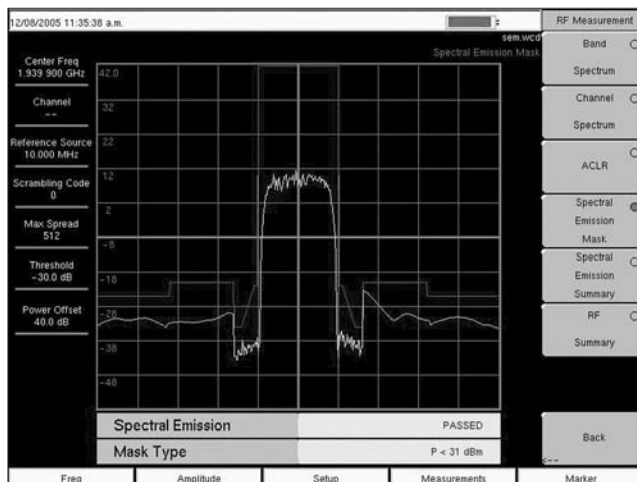 12/08/2005 11:35:38 a.m.
sem.wcd
Spectral Emission Mask
Center Freq
1.939 900 GHz
Channel
--
Reference Source
10.000 MHz
Scrambling Code
0
Max Spread
512
Threshold
-30.0 dB
Power Offset
40.0 dB
42.0
32
22
12
2
-8
-18
-28
-38
-48
Spectral Emission
PASSED
Mask Type
P < 31 dBm
RF Measurement
Band
Spectrum
Channel
Spectrum
ACLR
Spectral
Emission
Mask
Spectral
Emission
Summary
RF
Summary
Back
<--
Freq
Amplitude
Setup
Measurements
Marker